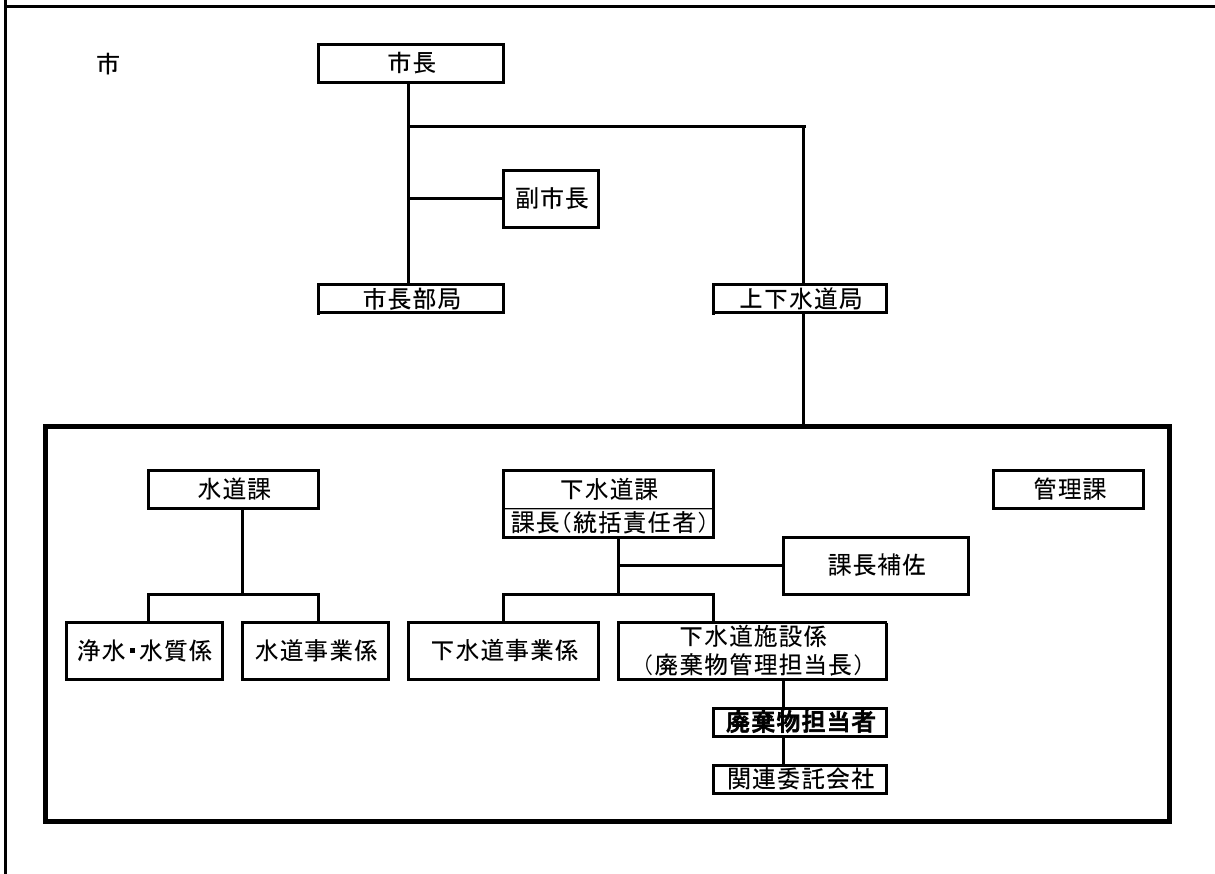 市
市長
副市長
市長部局
上下水道局
水道課
下水道課
課長(統括責任者)
管理課
課長補佐
浄水・水質係
水道事業係
下水道事業係
下水道施設係
(廃棄物管理担当長)
廃棄物担当者
関連委託会社